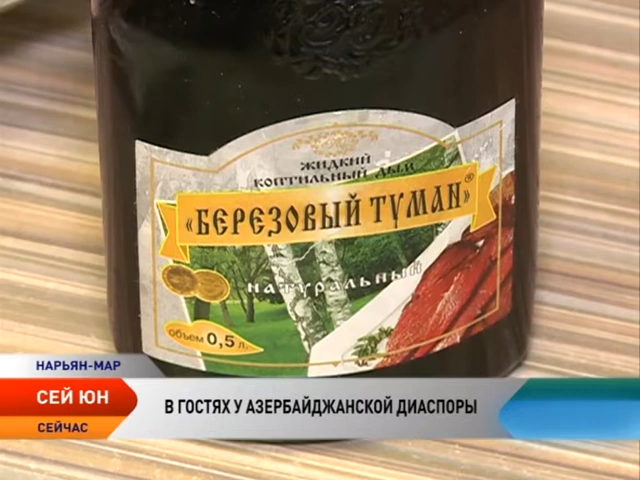 ЖИДКИЙ
КОПТИЛЬНЫЙ ДЫМ
«БЕРЕЗОВЫЙ ТУМАН»®
натуральный
объем 0,5 л.
НАРЬЯН-МАР
СЕЙ ЮН
СЕЙЧАС
В ГОСТЯХ У АЗЕРБАЙДЖАНСКОЙ ДИАСПОРЫ